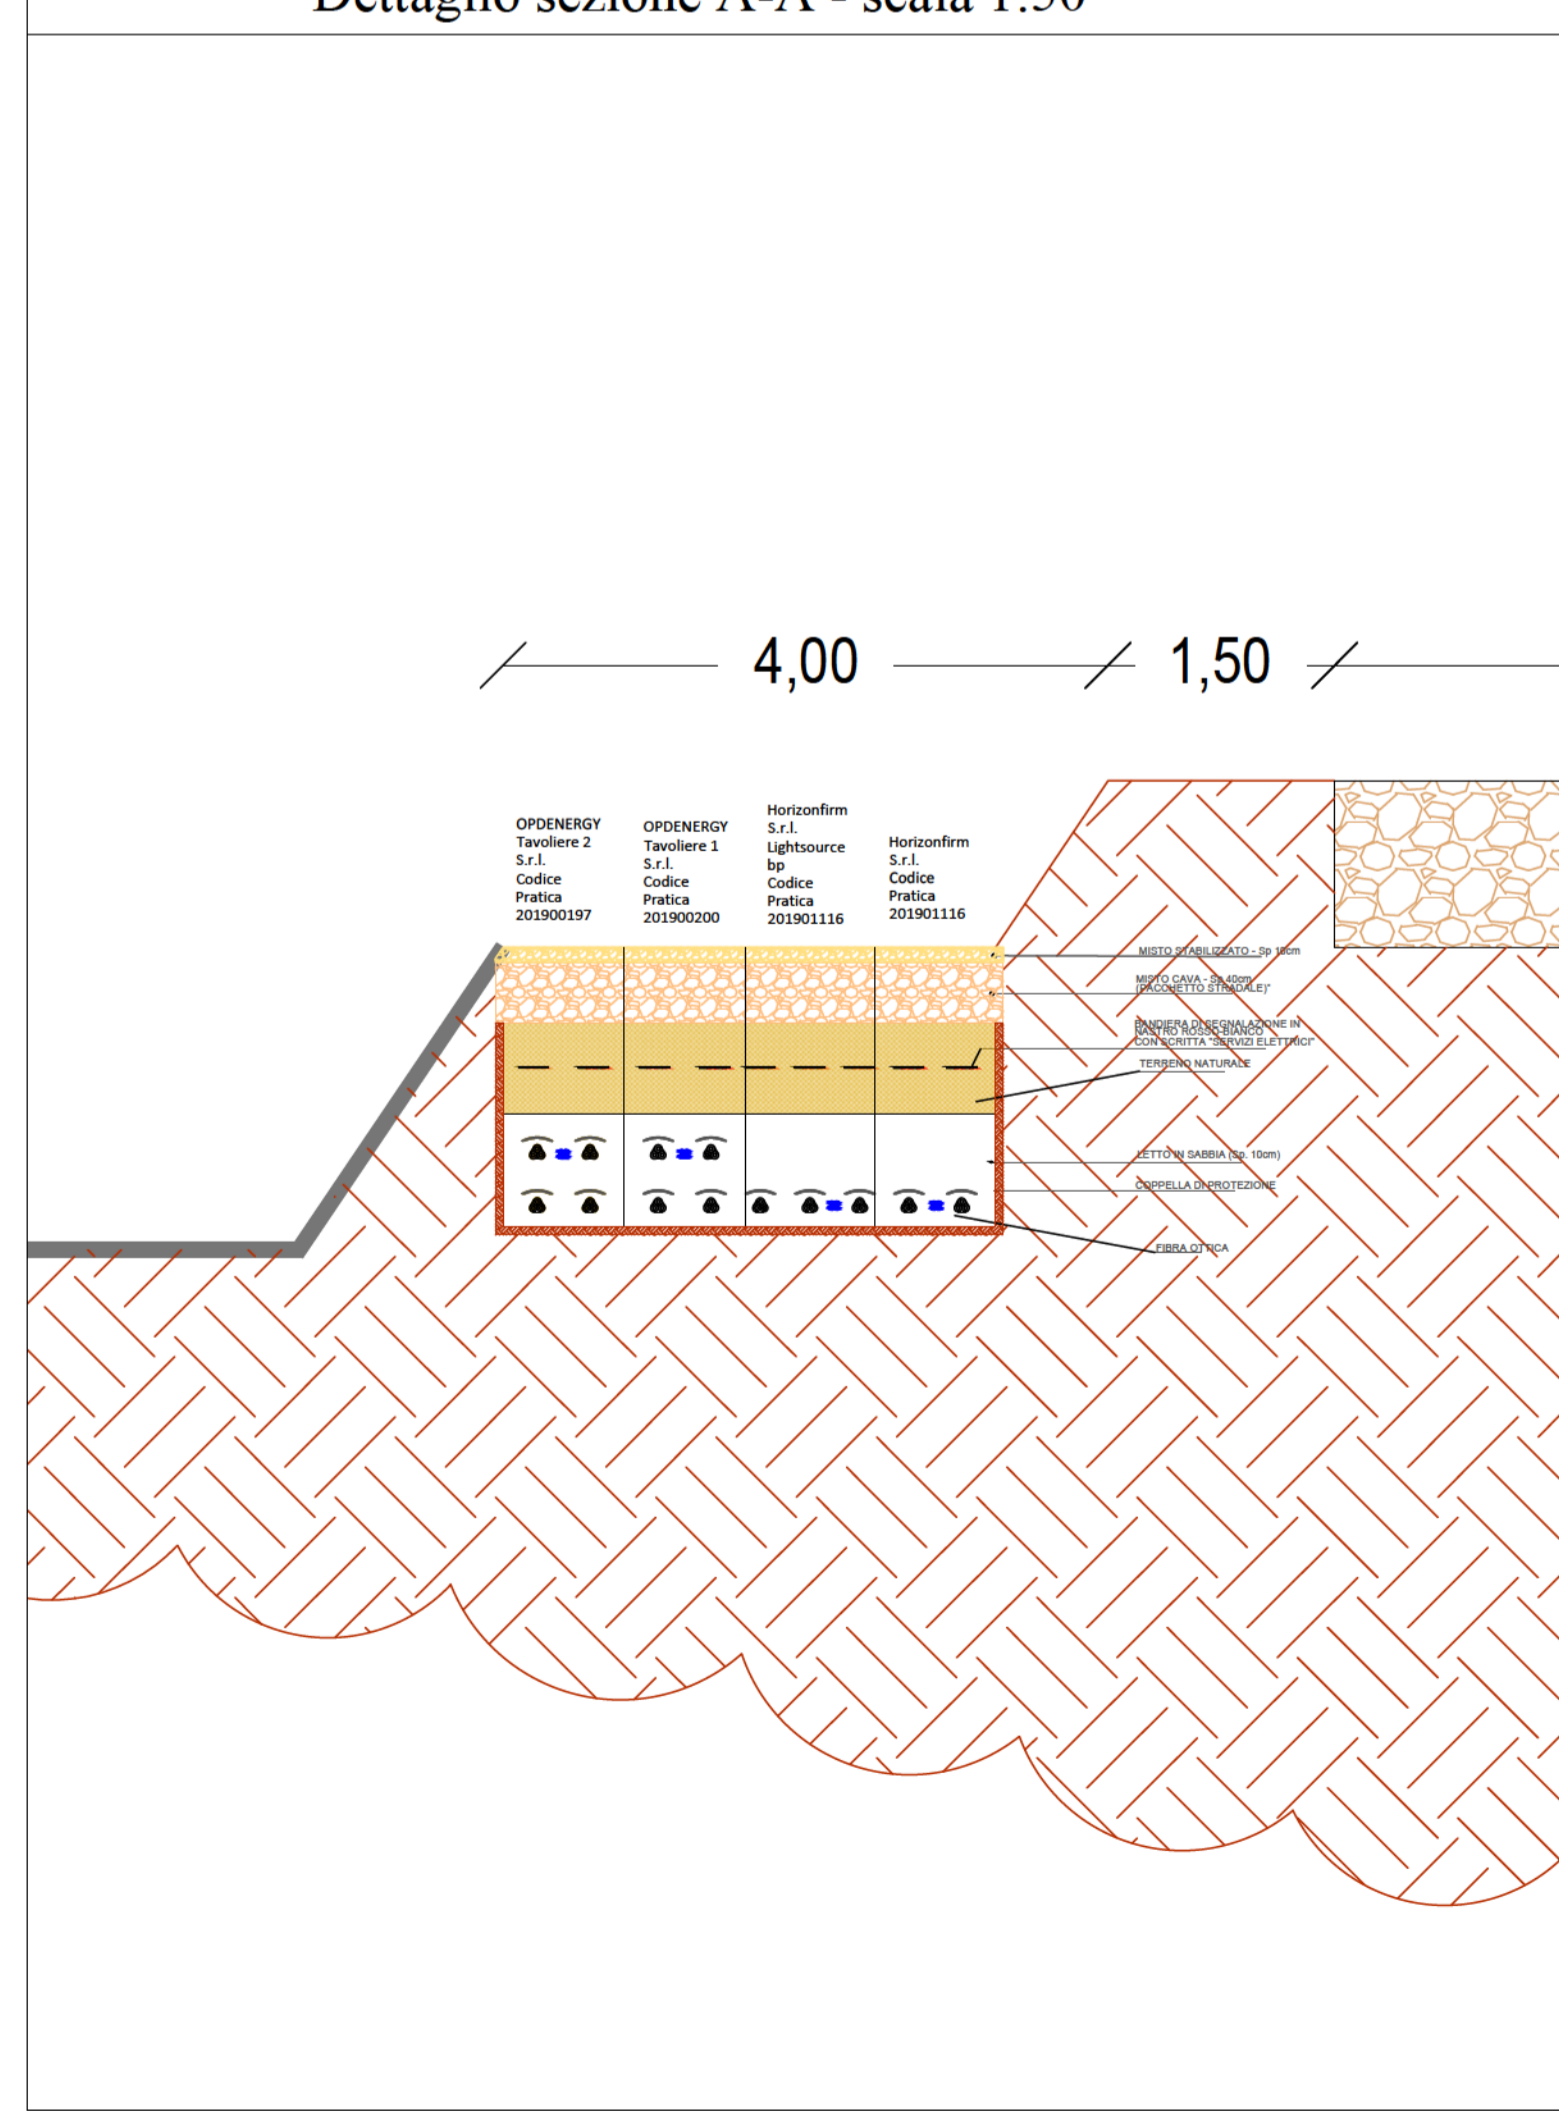 Dettaglio sezione A-A - scala 1:50
4,00
1,50
OPDENERGY
Tavoliere 2
S.r.l.
Codice
Pratica
201900197
OPDENERGY
Tavoliere 1
S.r.l.
Codice
Pratica
201900200
Horizonfirm
S.r.l.
Lightsource
bp
Codice
Pratica
201901116
Horizonfirm
S.r.l.
Codice
Pratica
201901116
MISTO STABILIZZATO - Sp 10cm
MISTO CAVA - Sp.40cm
(PACCHETTO STRADALE)"
BANDIERA DI SEGNALAZIONE IN
NASTRO ROSSO-BIANCO
CON SCRITTA "SERVIZI ELETTRICI"
TERRENO NATURALE
LETTO IN SABBIA (Sp. 10cm)
COPPELLA DI PROTEZIONE
FIBRA OTTICA